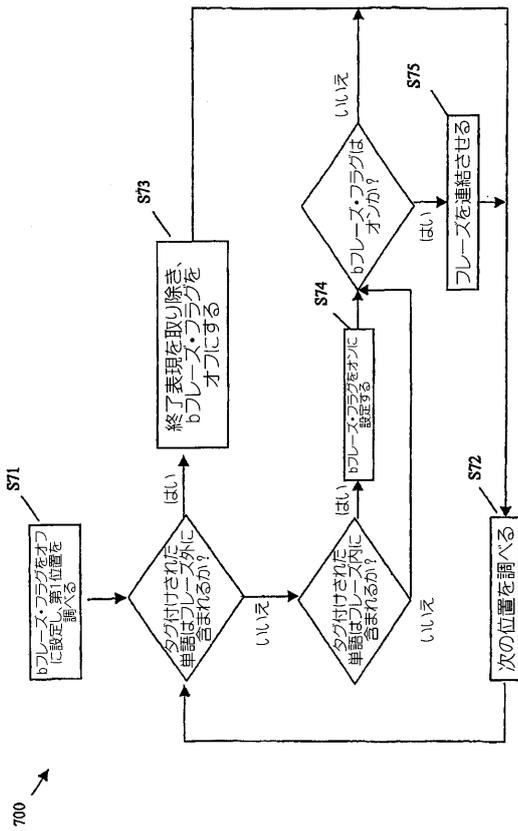 700
S71
bフレーズ・フラグをオフ
に設定し、第1位置を
調べる
タグ付けされた
単語はフレーズ外に
含まれるか?
はい
いいえ
S73
終了表現を取り除き、
bフレーズ・フラグを
オフにする
タグ付けされた
単語はフレーズ内に
含まれるか?
はい
いいえ
S74
bフレーズ・フラグをオンに
設定する
bフレーズ・フラグは
オンか?
いいえ
はい
S75
フレーズを連結させる
S72
次の位置を調べる